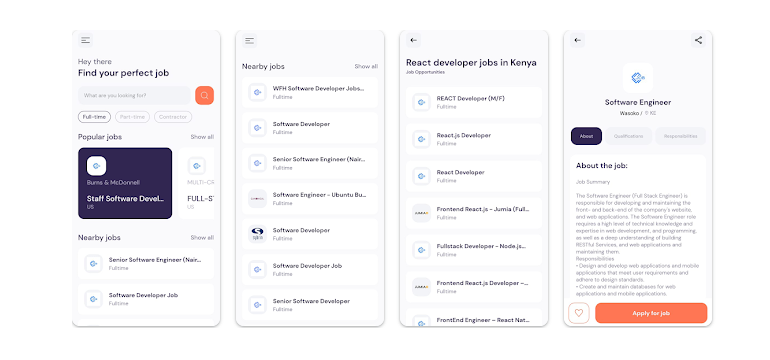 Hey there
Find your perfect job
What are you looking for?
Full-time
Part-time
Contractor
Popular jobs
Show all
Burns & McDonnell
Staff Software Devel...
US
MULTI-CR
FULL-ST
Nearby jobs
Show all
Senior Software Engineer (Nair...
Fulltime
Software Developer Job
Fulltime
Nearby jobs
Show all
WFH Software Developer Jobs...
Fulltime
Software Developer
Fulltime
Senior Software Engineer (Nair...
Fulltime
Software Engineer - Ubuntu Bu...
Fulltime
Software Developer
Fulltime
Software Developer Job
Fulltime
Senior Software Developer
Fulltime
React developer jobs in Kenya
Job Opportunities
REACT Developer (M/F)
Fulltime
React.js Developer
Fulltime
React Developer
Fulltime
JUMIA
Frontend React.js - Jumia (Full...
Fulltime
Fullstack Developer - Node.js...
Fulltime
JUMIA
Frontend React.js Developer -...
Fulltime
FrontEnd Engineer - React Nat...
Fulltime
Software Engineer
Wasoko / KE
About
Qualifications
Responsibilities
About the job:
Job Summary
The Software Engineer (Full Stack Engineer) is
responsible for developing and maintaining the
front- and back-end of the company's website,
and web applications. The Software Engineer role
requires a high level of technical knowledge and
expertise in web development, and programming,
as well as a deep understanding of building
RESTful Services, and web applications and
maintaining them.
Responsibilities
• Design and develop web applications and mobile
applications that meet user requirements and
adhere to design standards.
• Create and maintain databases for web
applications and mobile applications.
Apply for job